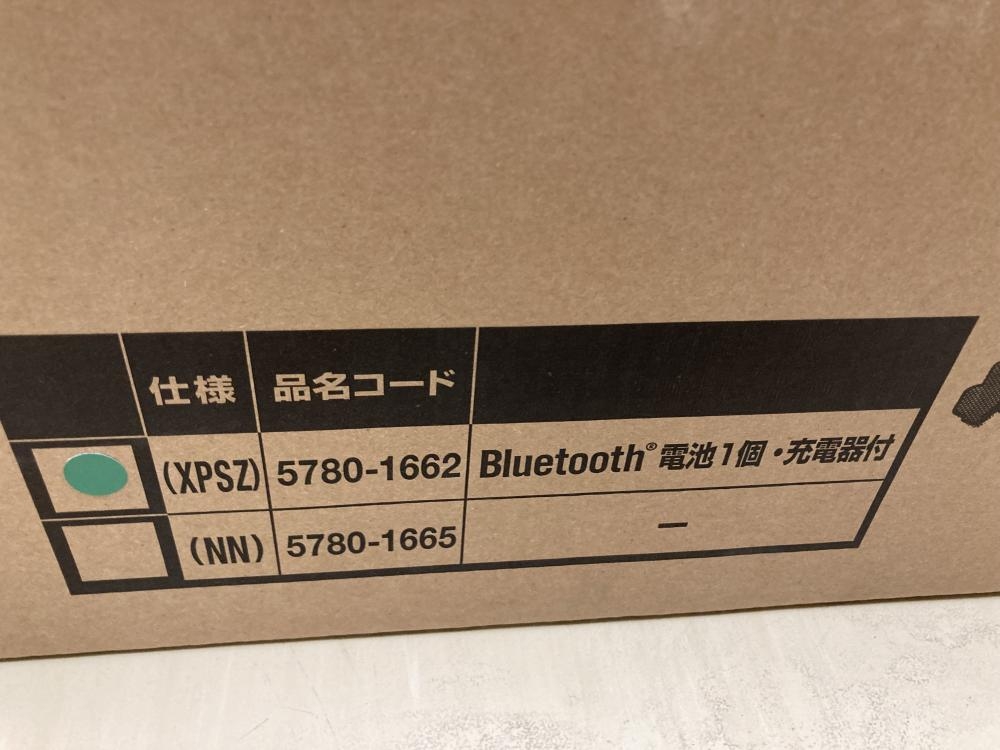 仕様 品名コード
(XPSZ) 5780-1662 Bluetooth® 電池1個・充電器付
(NN) 5780-1665 —